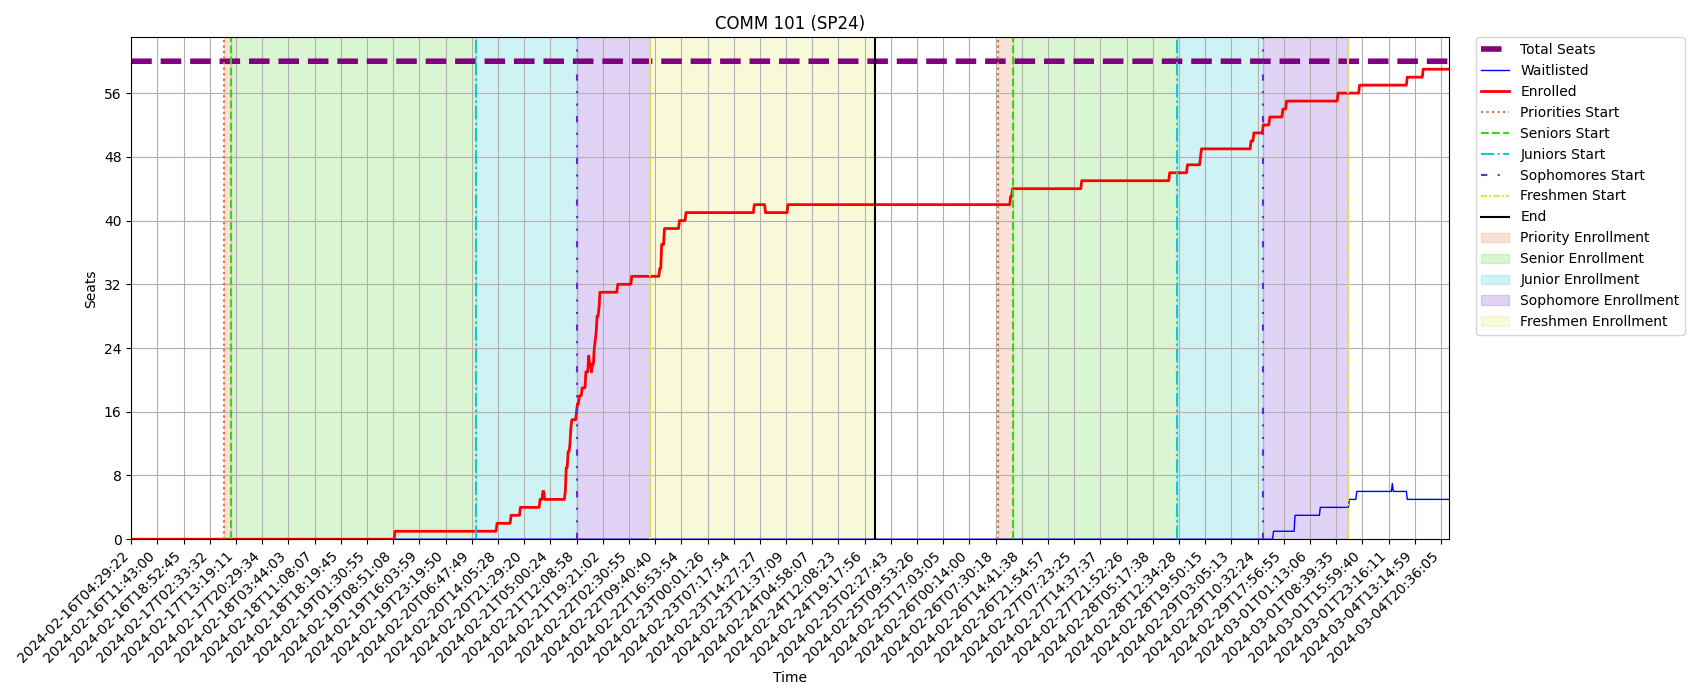 COMM 101 (SP24)
Seats
56
48
40
32
24
16
8
0
2024-02-16T04:29:22
2024-02-16T11:43:00
2024-02-16T18:52:45
2024-02-17T02:33:32
2024-02-17T13:19:11
2024-02-17T20:29:34
2024-02-18T03:44:03
2024-02-18T11:08:07
2024-02-18T18:19:45
2024-02-19T01:30:55
2024-02-19T08:51:08
2024-02-19T16:03:59
2024-02-19T23:19:50
2024-02-20T06:47:49
2024-02-20T14:05:28
2024-02-20T21:29:20
2024-02-21T05:00:24
2024-02-21T12:08:58
2024-02-21T19:21:02
2024-02-22T02:30:55
2024-02-22T09:40:40
2024-02-22T16:53:54
2024-02-23T00:01:26
2024-02-23T07:17:54
2024-02-23T14:27:27
2024-02-23T21:37:09
2024-02-24T04:58:07
2024-02-24T12:08:23
2024-02-24T19:17:56
2024-02-25T02:27:43
2024-02-25T09:53:26
2024-02-25T17:03:05
2024-02-26T00:14:00
2024-02-26T07:30:18
2024-02-26T14:41:38
2024-02-26T21:54:57
2024-02-27T07:23:25
2024-02-27T14:37:37
2024-02-27T21:52:26
2024-02-28T05:17:38
2024-02-28T12:34:28
2024-02-28T19:50:15
2024-02-29T03:05:13
2024-02-29T10:32:24
2024-02-29T17:56:55
2024-03-01T01:13:06
2024-03-01T08:39:35
2024-03-01T15:59:40
2024-03-01T23:16:11
2024-03-04T13:14:59
2024-03-04T20:36:05
Time
Total Seats
Waitlisted
Enrolled
Priorities Start
Seniors Start
Juniors Start
Sophomores Start
Freshmen Start
End
Priority Enrollment
Senior Enrollment
Junior Enrollment
Sophomore Enrollment
Freshmen Enrollment